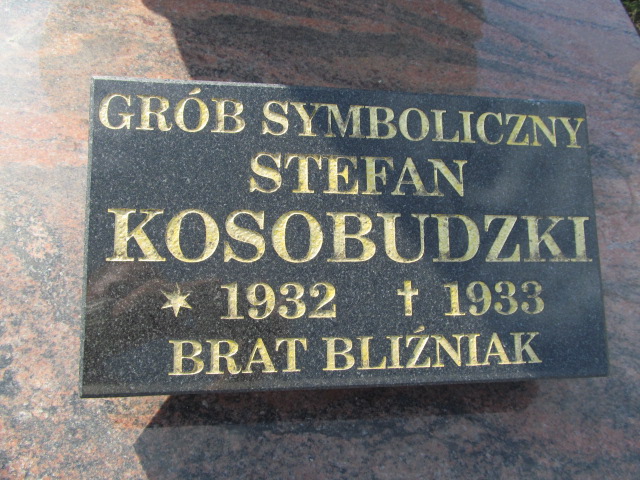 GRÓB SYMBOLICZNY
STEFAN
KOSOBUDZKI
* 1932 † 1933
BRAT BLIŹNIAK